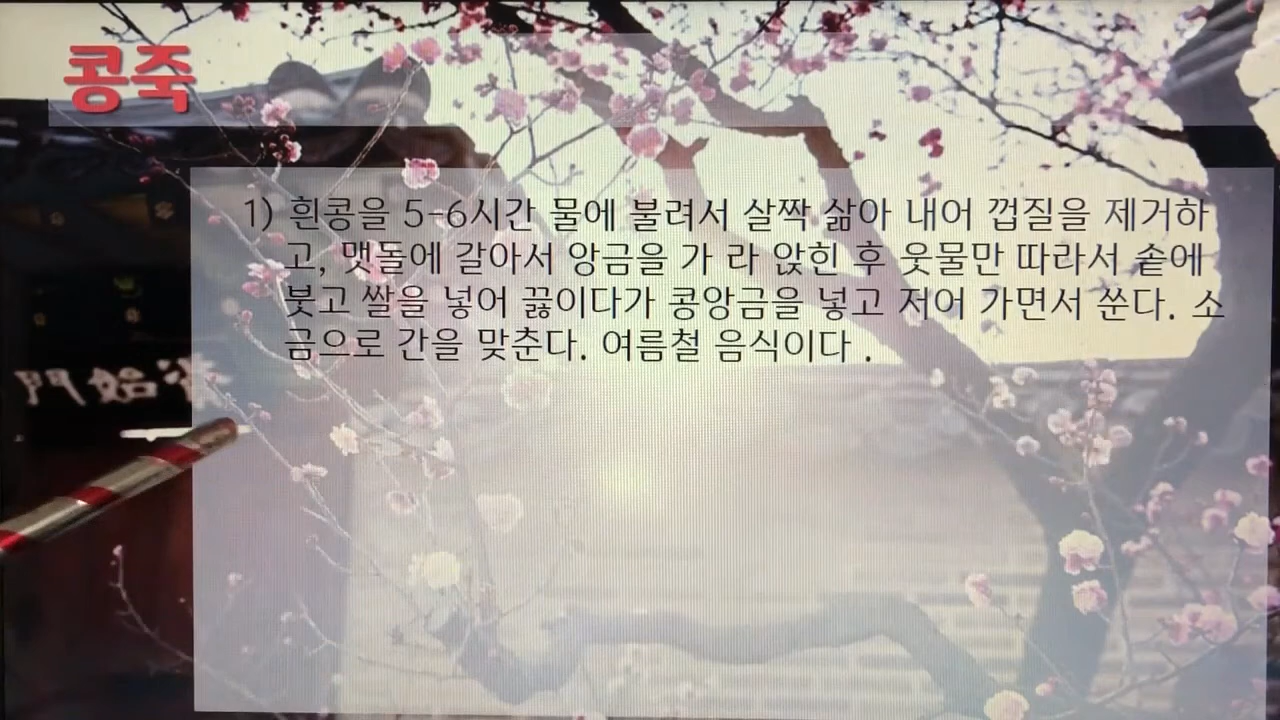 콩죽
1) 흰콩을 5-6시간 물에 불려서 살짝 삶아 내어 껍질을 제거하
고, 맷돌에 갈아서 앙금을 가 라 앉힌 후 웃물만 따라서 솥에
붓고 쌀을 넣어 끓이다가 콩앙금을 넣고 저어 가면서 쑨다. 소
금으로 간을 맞춘다. 여름철 음식이다 .